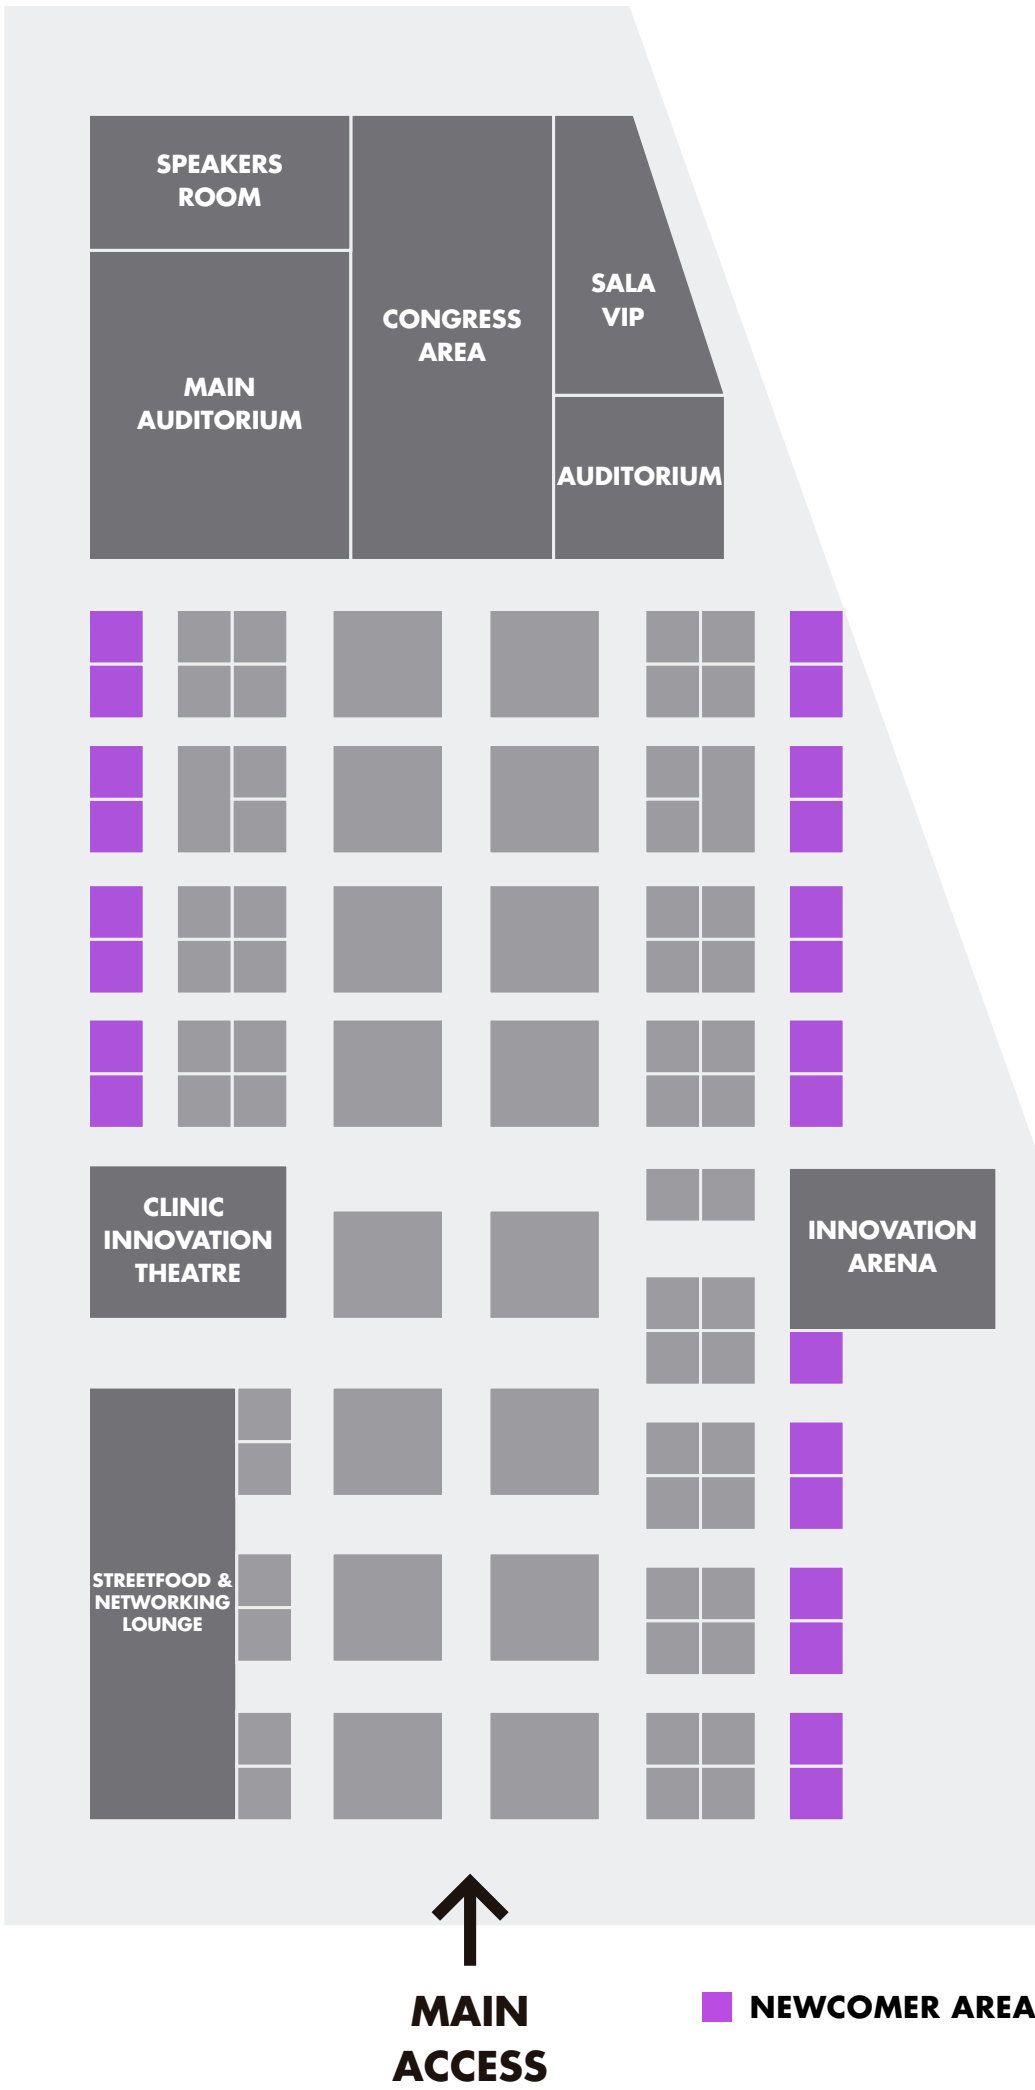 SPEAKERS
ROOM
CONGRESS
AREA
SALA
VIP
MAIN
AUDITORIUM
AUDITORIUM
CLINIC
INNOVATION
THEATRE
INNOVATION
ARENA
STREETFOOD &
NETWORKING
LOUNGE
MAIN
ACCESS
NEWCOMER AREA